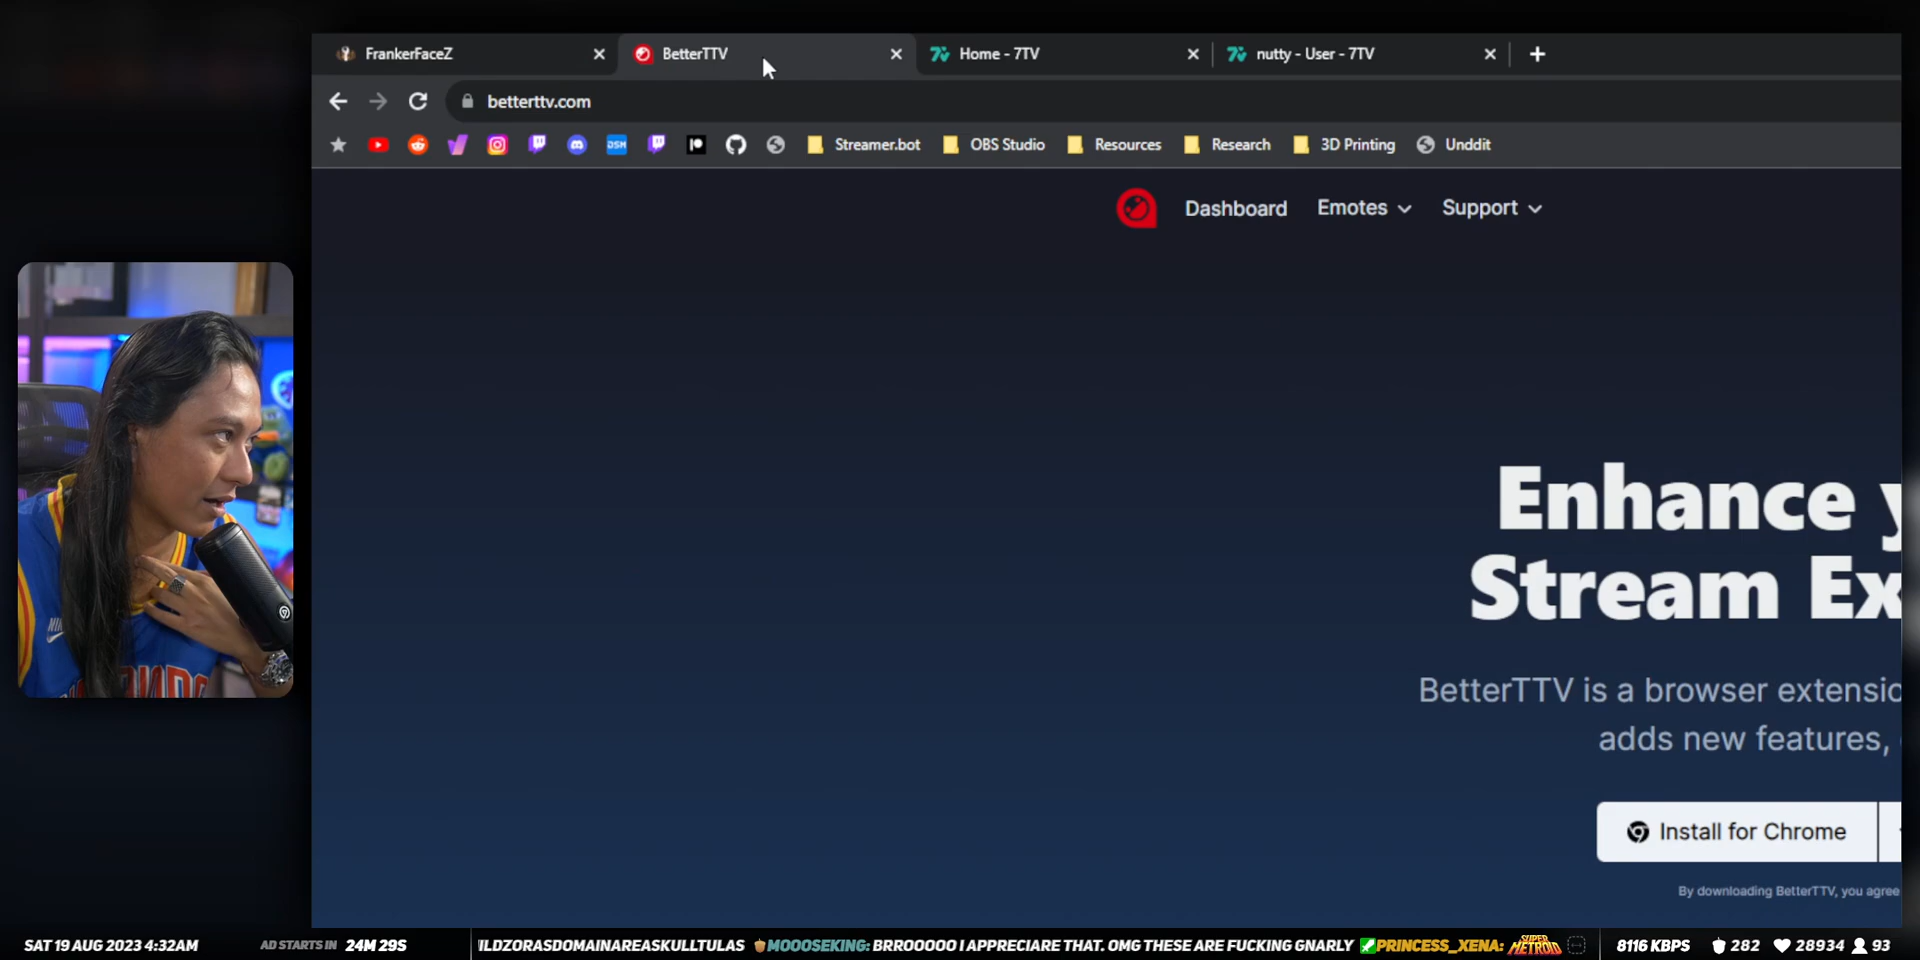 FrankerFaceZ
BetterTTV
Home - 7TV
nutty - User - 7TV
betterttv.com
DSM
Streamer.bot
OBS Studio
Resources
Research
3D Printing
Unddit
Dashboard
Emotes
Support
Enhance y
Stream Ex
BetterTTV is a browser extensio
adds new features,
Install for Chrome
By downloading BetterTTV, you agree
SAT 19 AUG 2023 4:32AM
AD STARTS IN 24M 29S
ILDZORASDOMAINAREASKULLTULAS MOOOSEKING: BRROOOOO I APPRECIARE THAT. OMG THESE ARE FUCKING GNARLY PRINCESS_XENA: SUPER METROID
8116 KBPS 282 28934 93